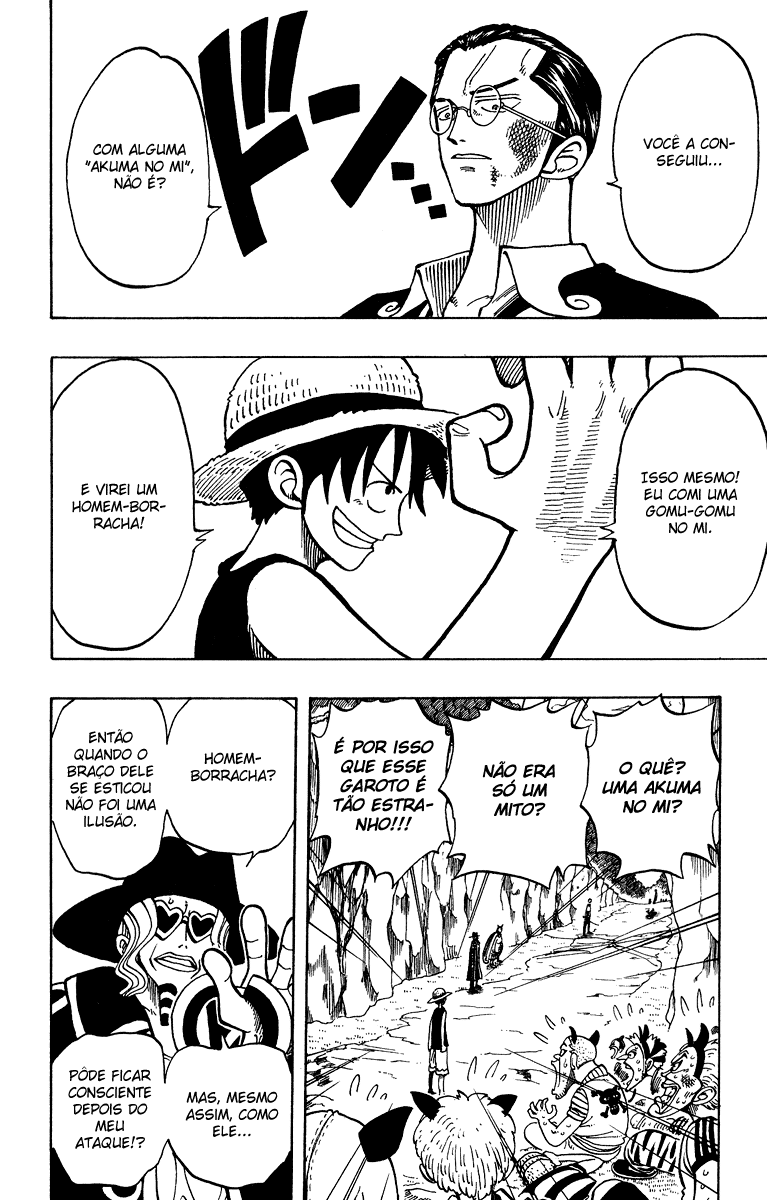 VOCÊ A CON-
SEGUIU...
ドン
COM ALGUMA
"AKUMA NO MI",
NÃO É?
ISSO MESMO!
EU COMI UMA
GOMU-GOMU
NO MI.
E VIREI UM
HOMEM-BOR-
RACHA!
O QUÊ?
UMA AKUMA
NO MI?
NÃO ERA
SÓ UM
MITO?
É POR ISSO
QUE ESSE
GAROTO É
TÃO ESTRA-
NHO!!!
HOMEM-
BORRACHA?
ENTÃO
QUANDO O
BRAÇO DELE
SE ESTICOU
NÃO FOI UMA
ILUSÃO.
MAS, MESMO
ASSIM, COMO
ELE...
PÔDE FICAR
CONSCIENTE
DEPOIS DO
MEU
ATAQUE!?